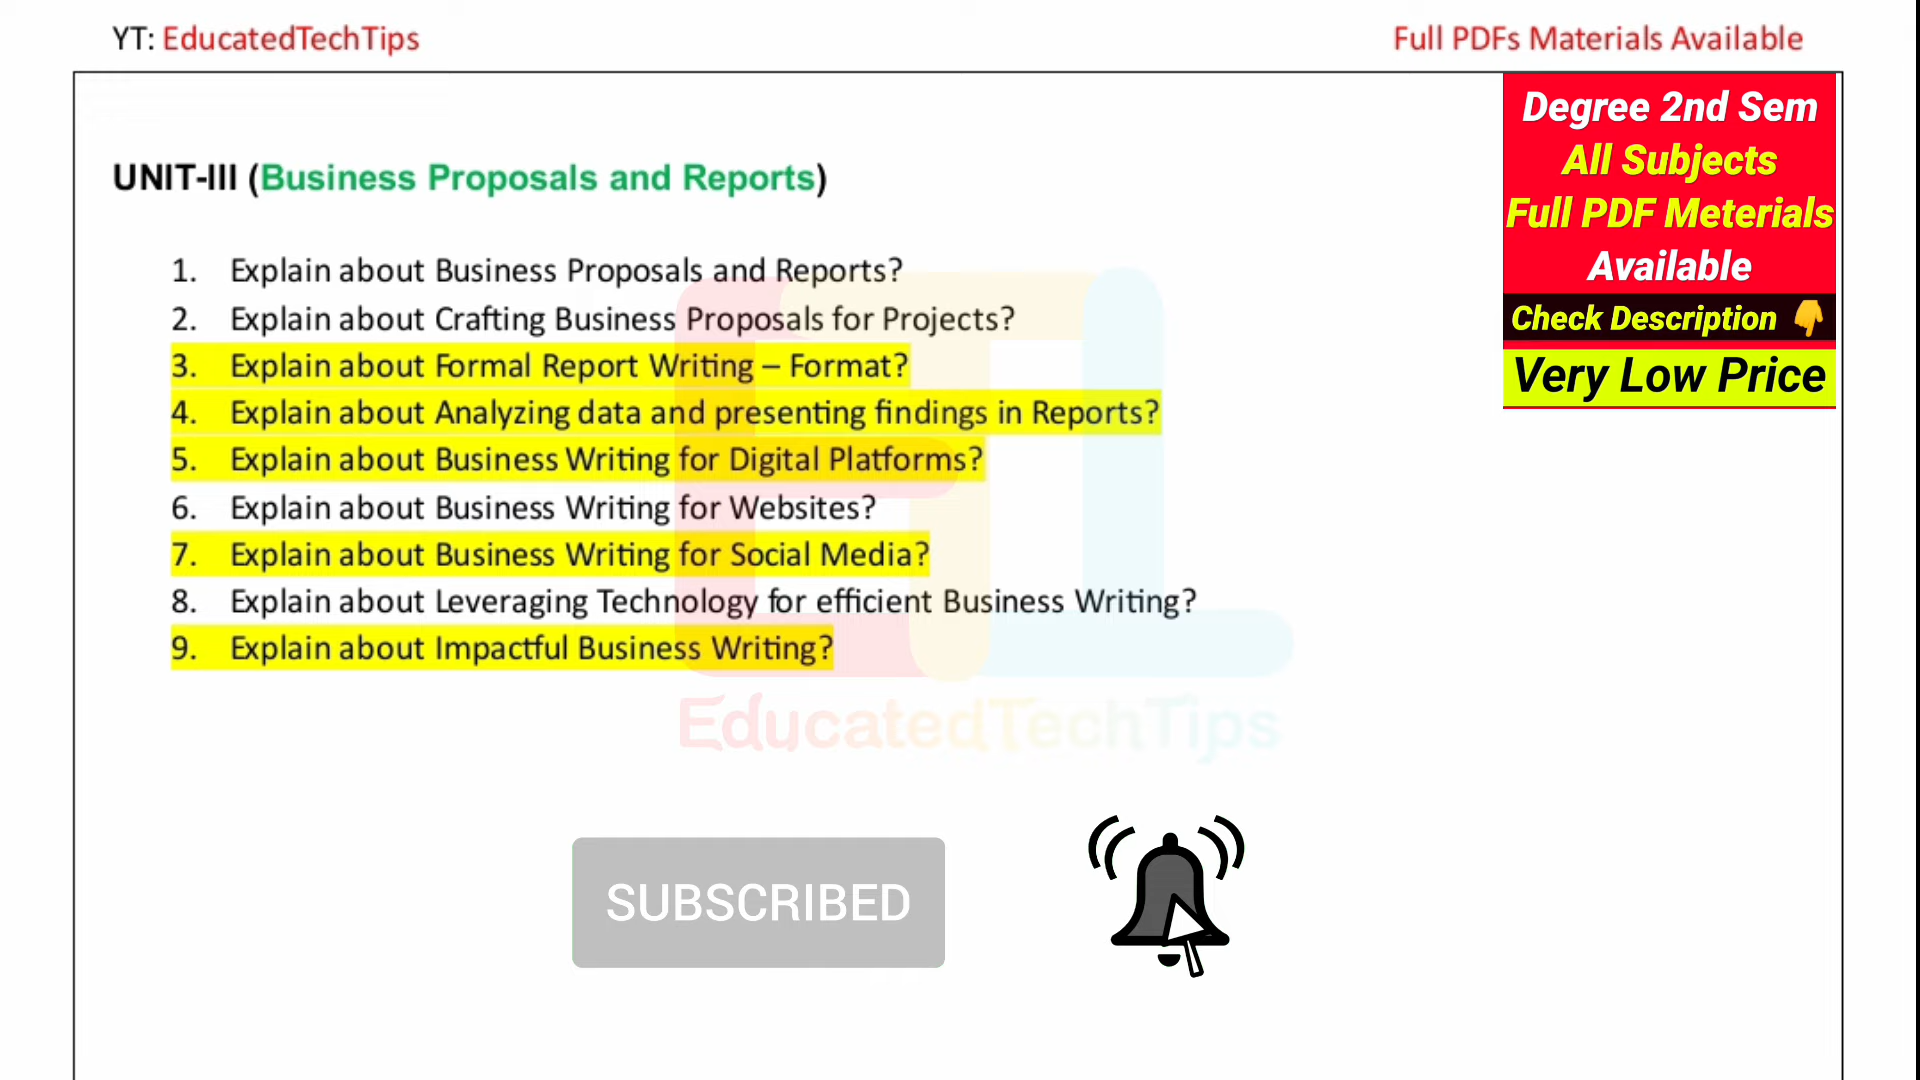 YT: EducatedTechTips
Full PDFs Materials Available
Degree 2nd Sem
All Subjects
Full PDF Meterials
Available
Check Description 👇
Very Low Price
UNIT-III (Business Proposals and Reports)
1. Explain about Business Proposals and Reports?
2. Explain about Crafting Business Proposals for Projects?
3. Explain about Formal Report Writing – Format?
4. Explain about Analyzing data and presenting findings in Reports?
5. Explain about Business Writing for Digital Platforms?
6. Explain about Business Writing for Websites?
7. Explain about Business Writing for Social Media?
8. Explain about Leveraging Technology for efficient Business Writing?
9. Explain about Impactful Business Writing?
EducatedTechTips
SUBSCRIBED